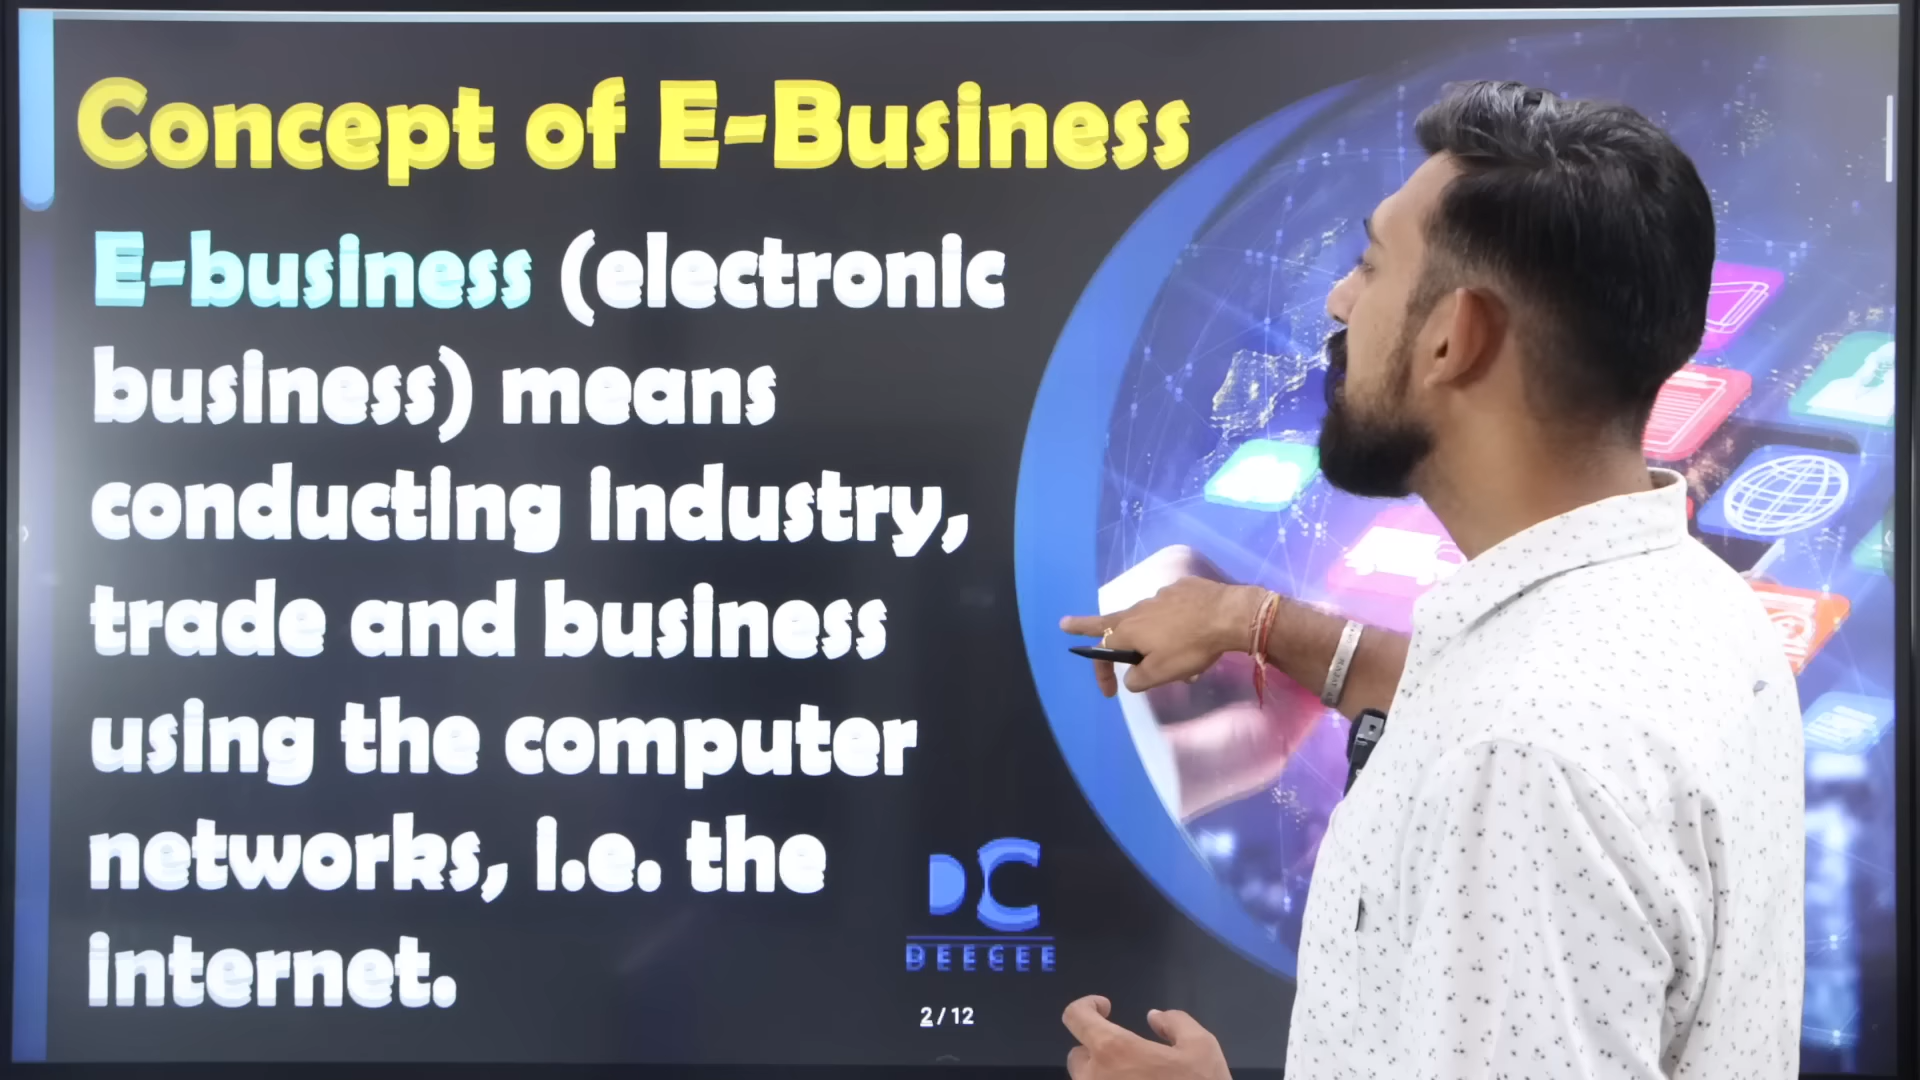 Concept of E-Business
E-business (electronic
business) means
conducting industry,
trade and business
using the computer
networks, i.e. the
internet.
DC
DEEGEE
2/12